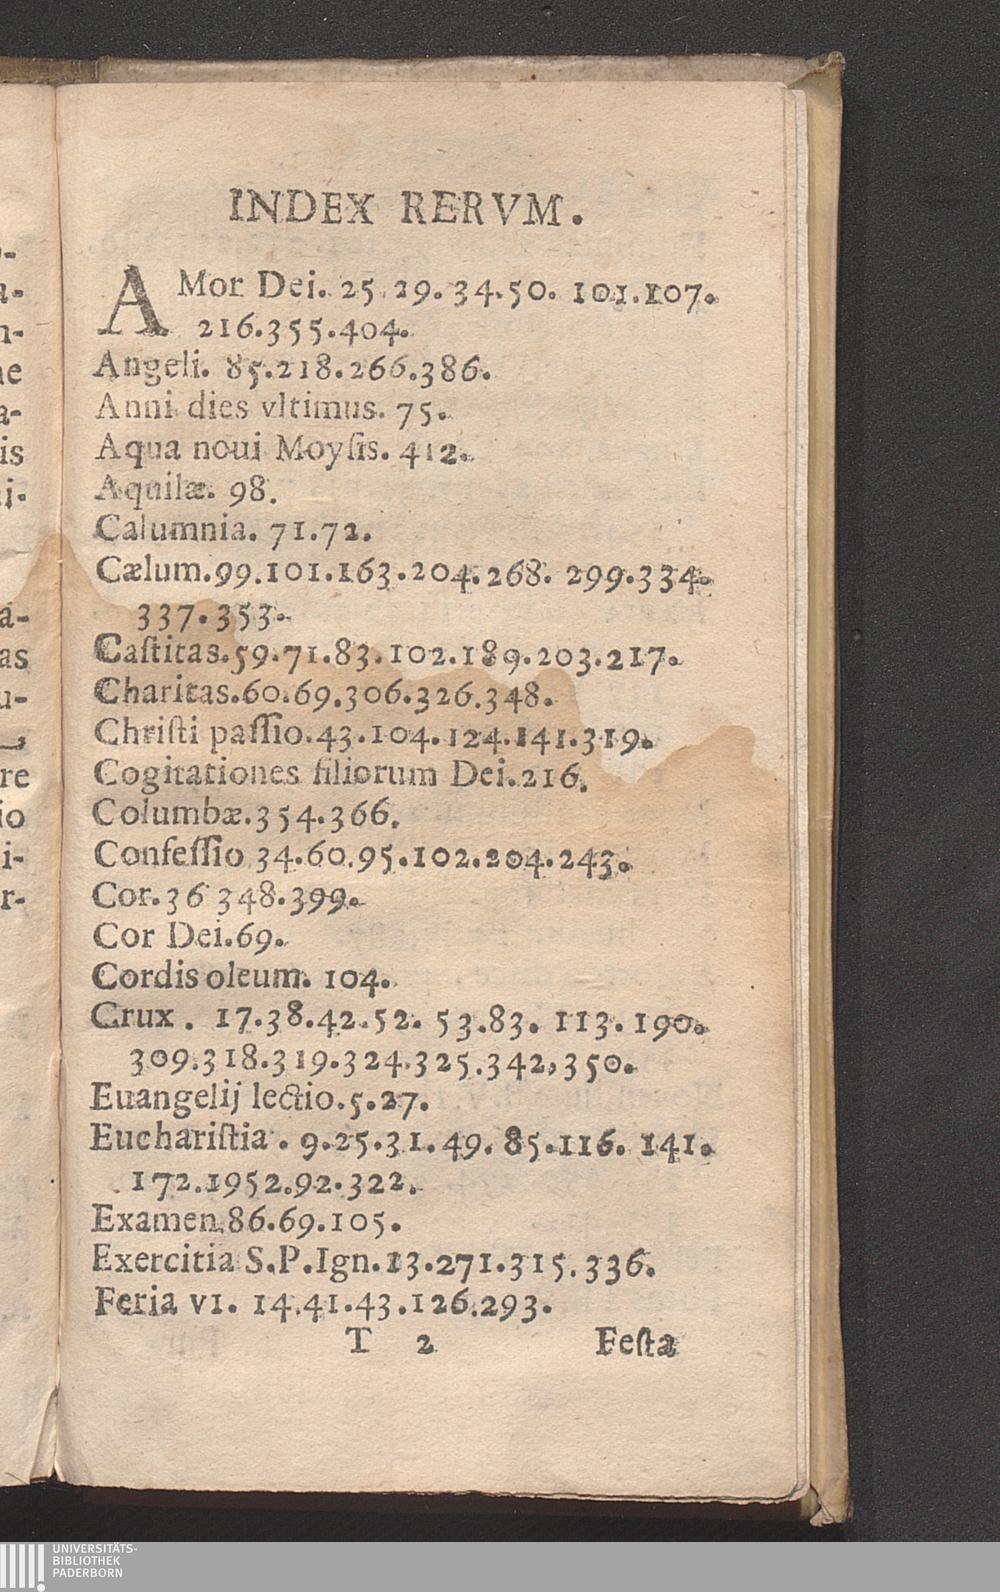 INDEX RERVM.
AMor Dei. 25.29.34.50. 101.107.
216.355.404.
Angeli. 85.218.266.386.
Anni dies vltimus. 75.
Aqua noui Moyſis. 412.
Aquilæ. 98.
Calumnia. 71.72.
Cælum.99.101.163.204.268. 299.334.
337.353.
Caſtitas.59.71.83.102.189.203.217.
Charitas.60.69.306.326.348.
Chriſti paſſio.43.104.124.141.319.
Cogitationes filiorum Dei.216.
Columbæ.354.366.
Confeſſio 34.60.95.102.204.243.
Cor.36 348.399.
Cor Dei.69.
Cordis oleum. 104.
Crux. 17.38.42.52. 53.83. 113.190.
309.318.319.324.325.342,350.
Euangelij lectio.5.27.
Euchariſtia. 9.25.31.49. 85.116. 141.
172.1952.92.322.
Examen.86.69.105.
Exercitia S.P.Ign.13.271.315.336.
Feria VI. 14.41.43.126.293.
T 2 Feſta
UNIVERSITÄTS-
BIBLIOTHEK
PADERBORN